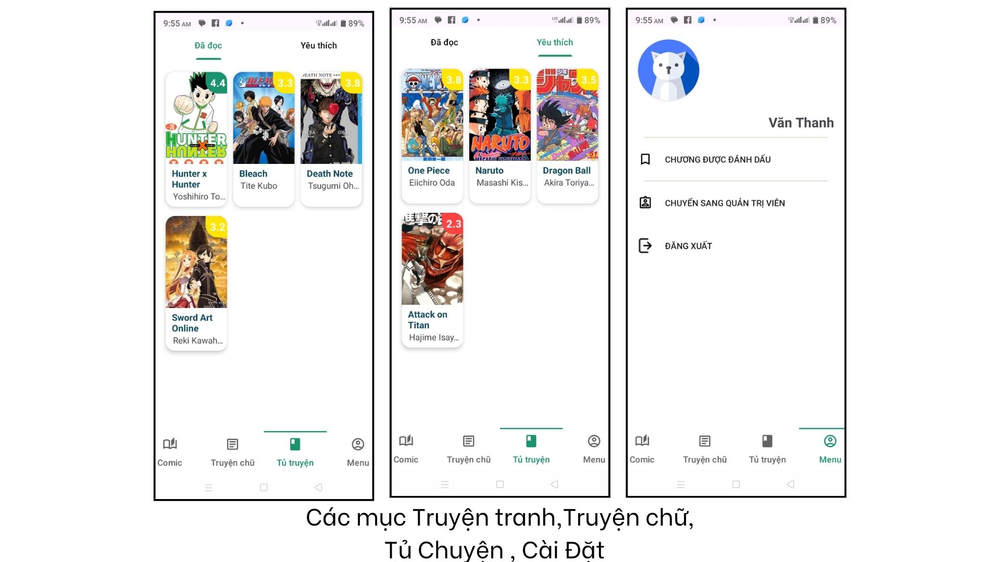 9:55 AM 89%
Đã đọc Yêu thích
4.4 3.3 3.8
DEATH NOTE
HUNTER
HUNTER
Hunter x
Hunter
Yoshihiro To...
Bleach
Tite Kubo
Death Note
Tsugumi Oh...
3.2
Sword Art
Online
Reki Kawah...
Comic Truyện chữ Tủ truyện Menu
9:55 AM 89%
Đã đọc Yêu thích
3.8 3.3 3.5
NARUTO
One Piece
Eiichiro Oda
Naruto
Masashi Kis...
Dragon Ball
Akira Toriya...
2.3
Attack on
Titan
Hajime Isay...
Comic Truyện chữ Tủ truyện Menu
9:55 AM 89%
Văn Thanh
CHƯƠNG ĐƯỢC ĐÁNH DẤU
CHUYỂN SANG QUẢN TRỊ VIÊN
ĐĂNG XUẤT
Comic Truyện chữ Tủ truyện Menu
Các mục Truyện tranh,Truyện chữ,
Tủ Chuyện , Cài Đặt